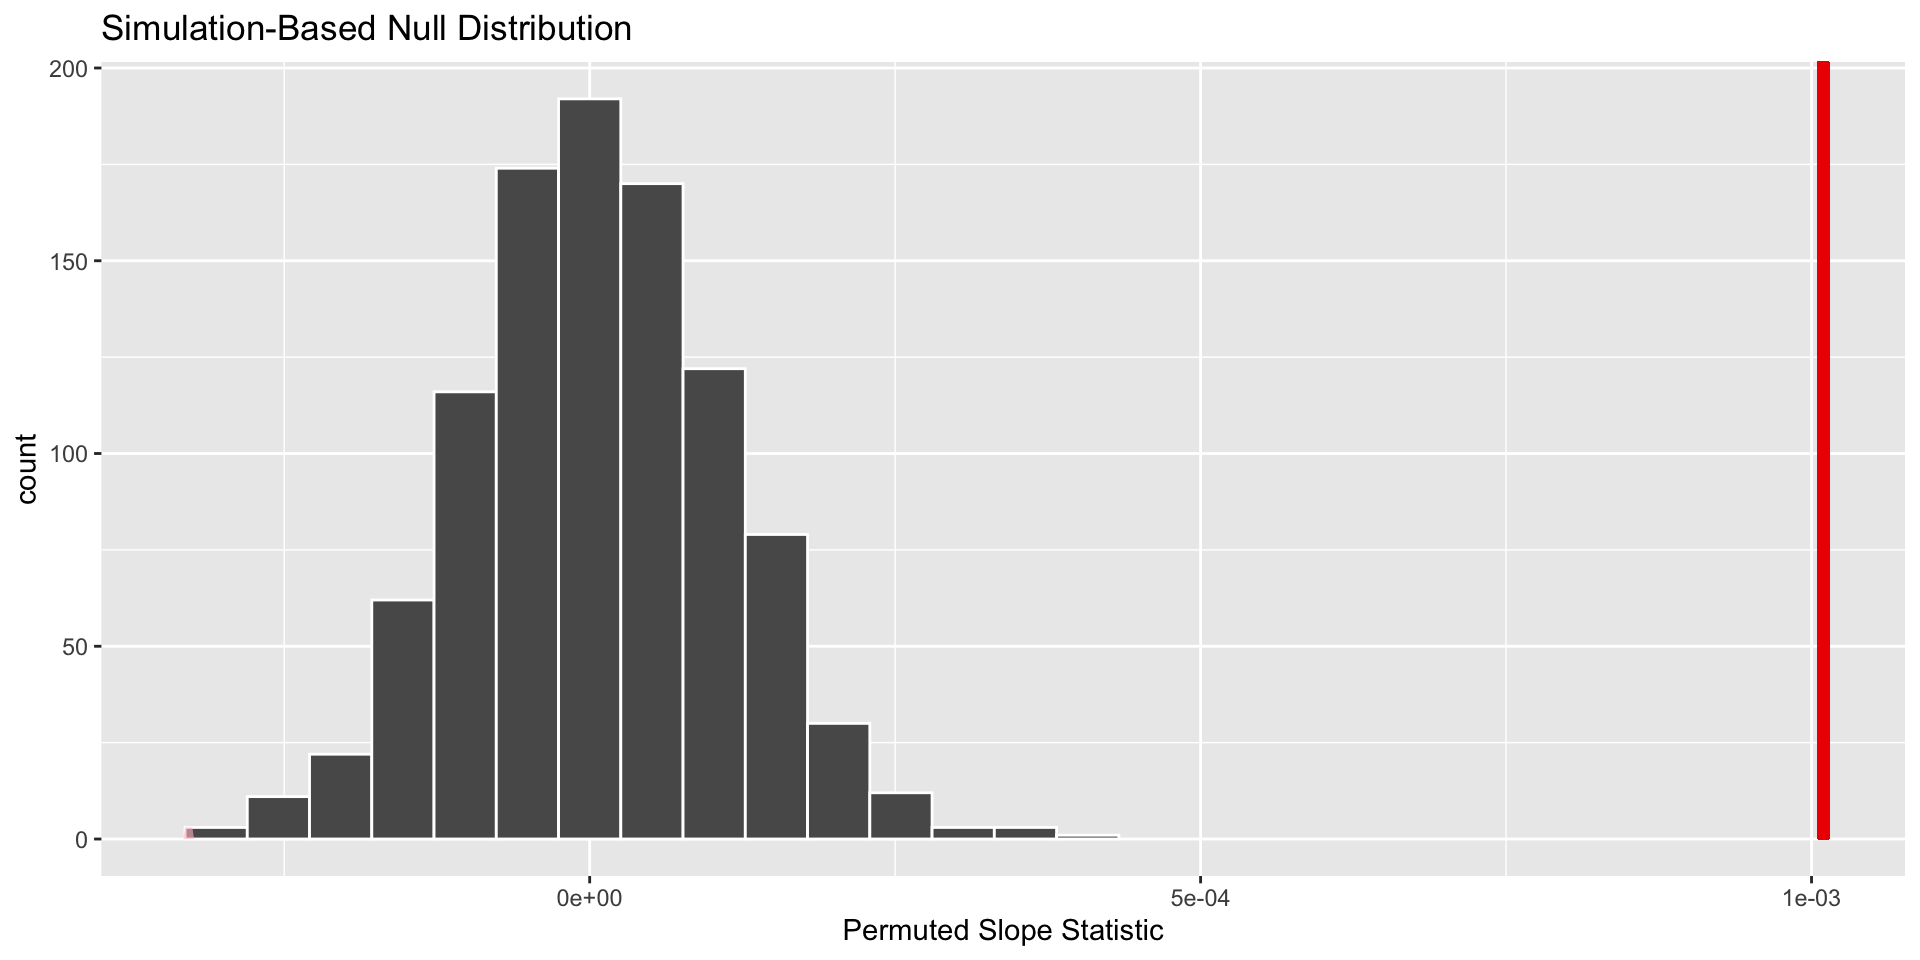 Simulation-Based Null Distribution
200
150
100
50
0
count
0e+00
5e-04
1e-03
Permuted Slope Statistic